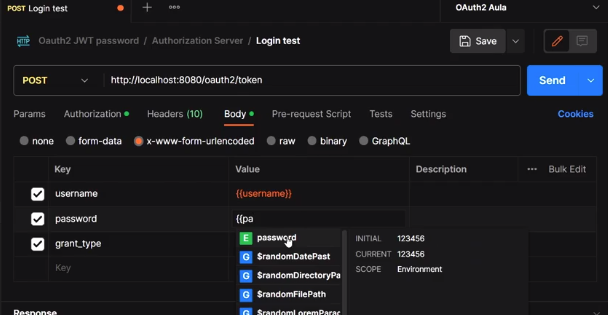 POST Login test
OAuth2 Aula
HTTP OAuth2 JWT password / Authorization Server / Login test
Save
POST http://localhost:8080/oauth2/token Send
Params Authorization Headers (10) Body Pre-request Script Tests Settings Cookies
none form-data x-www-form-urlencoded raw binary GraphQL
Key Value Description Bulk Edit
username {{username}}
password {{pa
grant_type
Key
E password
G $randomDatePast
G $randomDirectoryPa
G $randomFilePath
G $randomLoremParag
INITIAL 123456
CURRENT 123456
SCOPE Environment
Response